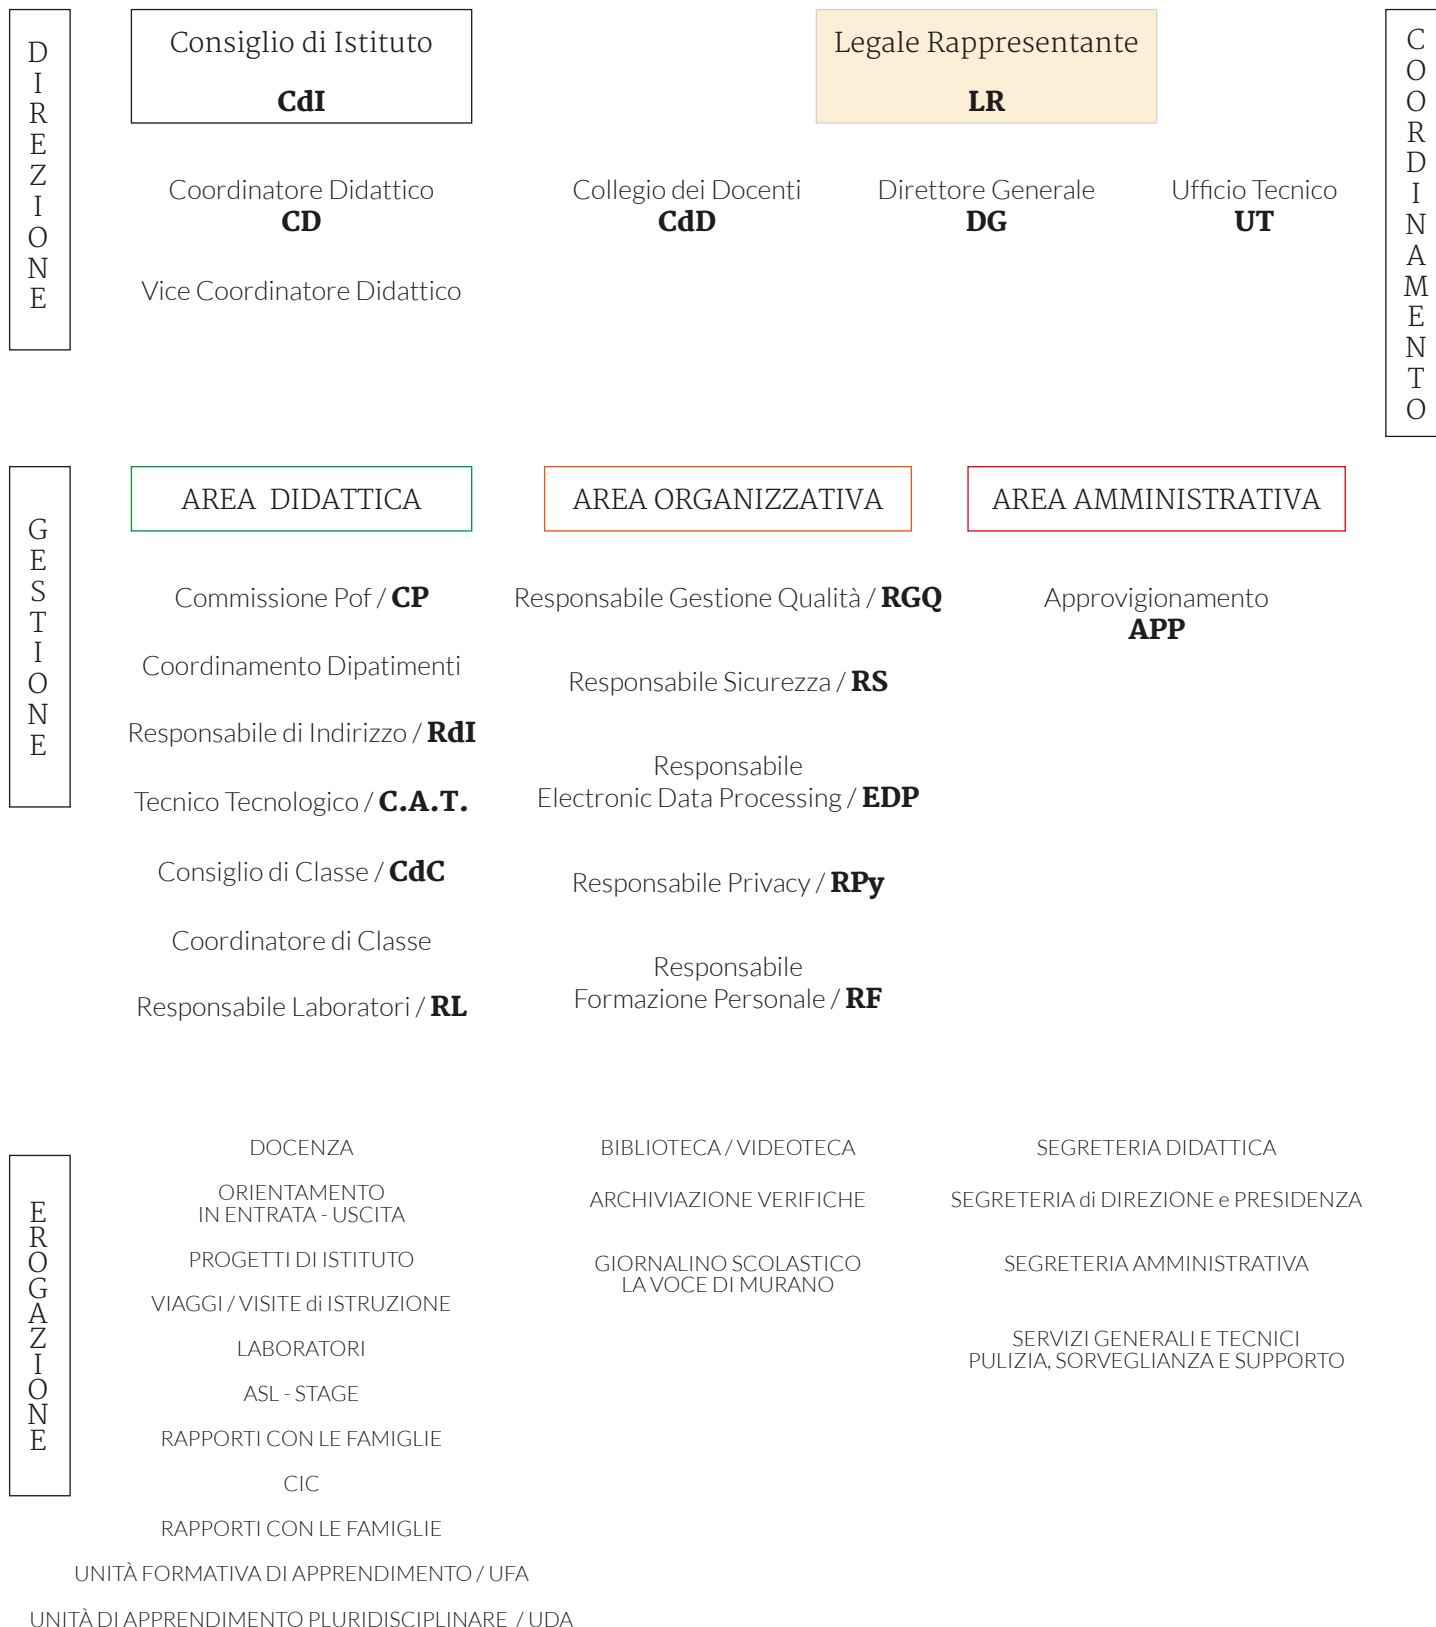 DIREZIONE
Consiglio di Istituto
CdI
Legale Rappresentante
LR
COORDINAMENTO
Coordinatore Didattico
CD
Collegio dei Docenti
CdD
Direttore Generale
DG
Ufficio Tecnico
UT
Vice Coordinatore Didattico
GESTIONE
AREA DIDATTICA
Commissione Pof / CP
Coordinamento Dipatimenti
Responsabile di Indirizzo / RdI
Tecnico Tecnologico / C.A.T.
Consiglio di Classe / CdC
Coordinatore di Classe
Responsabile Laboratori / RL
AREA ORGANIZZATIVA
Responsabile Gestione Qualità / RGQ
Responsabile Sicurezza / RS
Responsabile
Electronic Data Processing / EDP
Responsabile Privacy / RPy
Responsabile
Formazione Personale / RF
AREA AMMINISTRATIVA
Approvigionamento
APP
EROGAZIONE
DOCENZA
ORIENTAMENTO
IN ENTRATA - USCITA
PROGETTI DI ISTITUTO
VIAGGI / VISITE di ISTRUZIONE
LABORATORI
ASL - STAGE
RAPPORTI CON LE FAMIGLIE
CIC
RAPPORTI CON LE FAMIGLIE
UNITÀ FORMATIVA DI APPRENDIMENTO / UFA
UNITÀ DI APPRENDIMENTO PLURIDISCIPLINARE / UDA
BIBLIOTECA / VIDEOTECA
ARCHIVIAZIONE VERIFICHE
GIORNALINO SCOLASTICO
LA VOCE DI MURANO
SEGRETERIA DIDATTICA
SEGRETERIA di DIREZIONE e PRESIDENZA
SEGRETERIA AMMINISTRATIVA
SERVIZI GENERALI E TECNICI
PULIZIA, SORVEGLIANZA E SUPPORTO